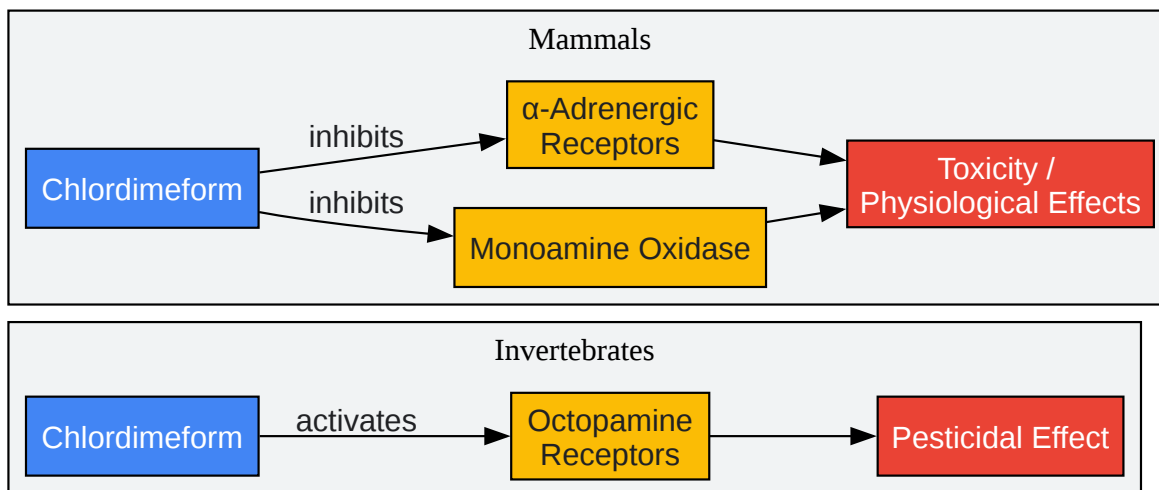 Mammals
α-Adrenergic
Receptors
inhibits
Chlordimeform
Toxicity /
Physiological Effects
inhibits
Monoamine Oxidase
Invertebrates
Chlordimeform
activates
Octopamine
Receptors
Pesticidal Effect